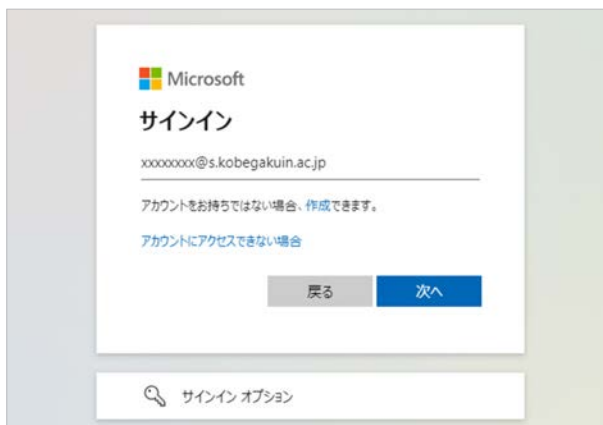 Microsoft
サインイン
xxxxxxxx@s.kobegakuin.ac.jp
アカウントをお持ちではない場合、作成できます。
アカウントにアクセスできない場合
戻る 次へ
サインイン オプション